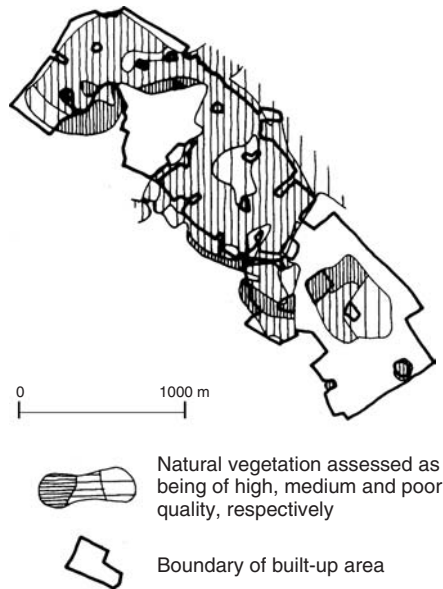 0 1000 m
Natural vegetation assessed as
being of high, medium and poor
quality, respectively
Boundary of built-up area